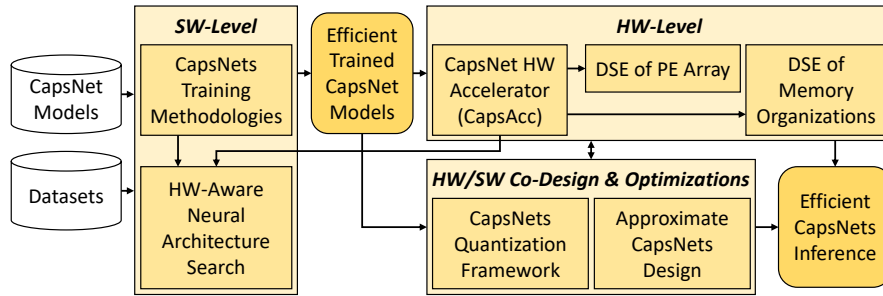 CapsNet
Models
Datasets
SW-Level
CapsNets
Training
Methodologies
HW-Aware
Neural
Architecture
Search
Efficient
Trained
CapsNet
Models
HW-Level
CapsNet HW
Accelerator
(CapsAcc)
DSE of PE Array
DSE of
Memory
Organizations
HW/SW Co-Design & Optimizations
CapsNets
Quantization
Framework
Approximate
CapsNets
Design
Efficient
CapsNets
Inference